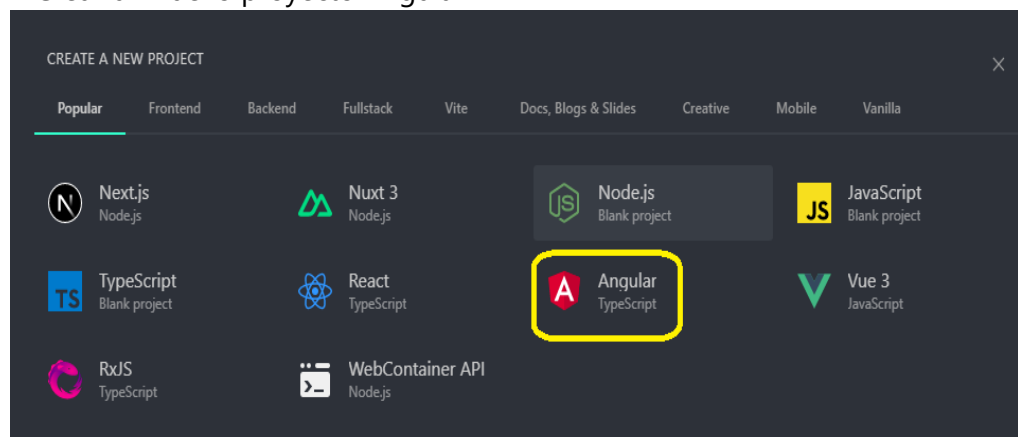 CREATE A NEW PROJECT
Popular Frontend Backend Fullstack Vite Docs, Blogs & Slides Creative Mobile Vanilla
Next.js Nuxt 3 Node.js JavaScript
Node.js Node.js Blank project Blank project
TypeScript React Angular Vue 3
Blank project TypeScript TypeScript JavaScript
RxJS WebContainer API
TypeScript Node.js